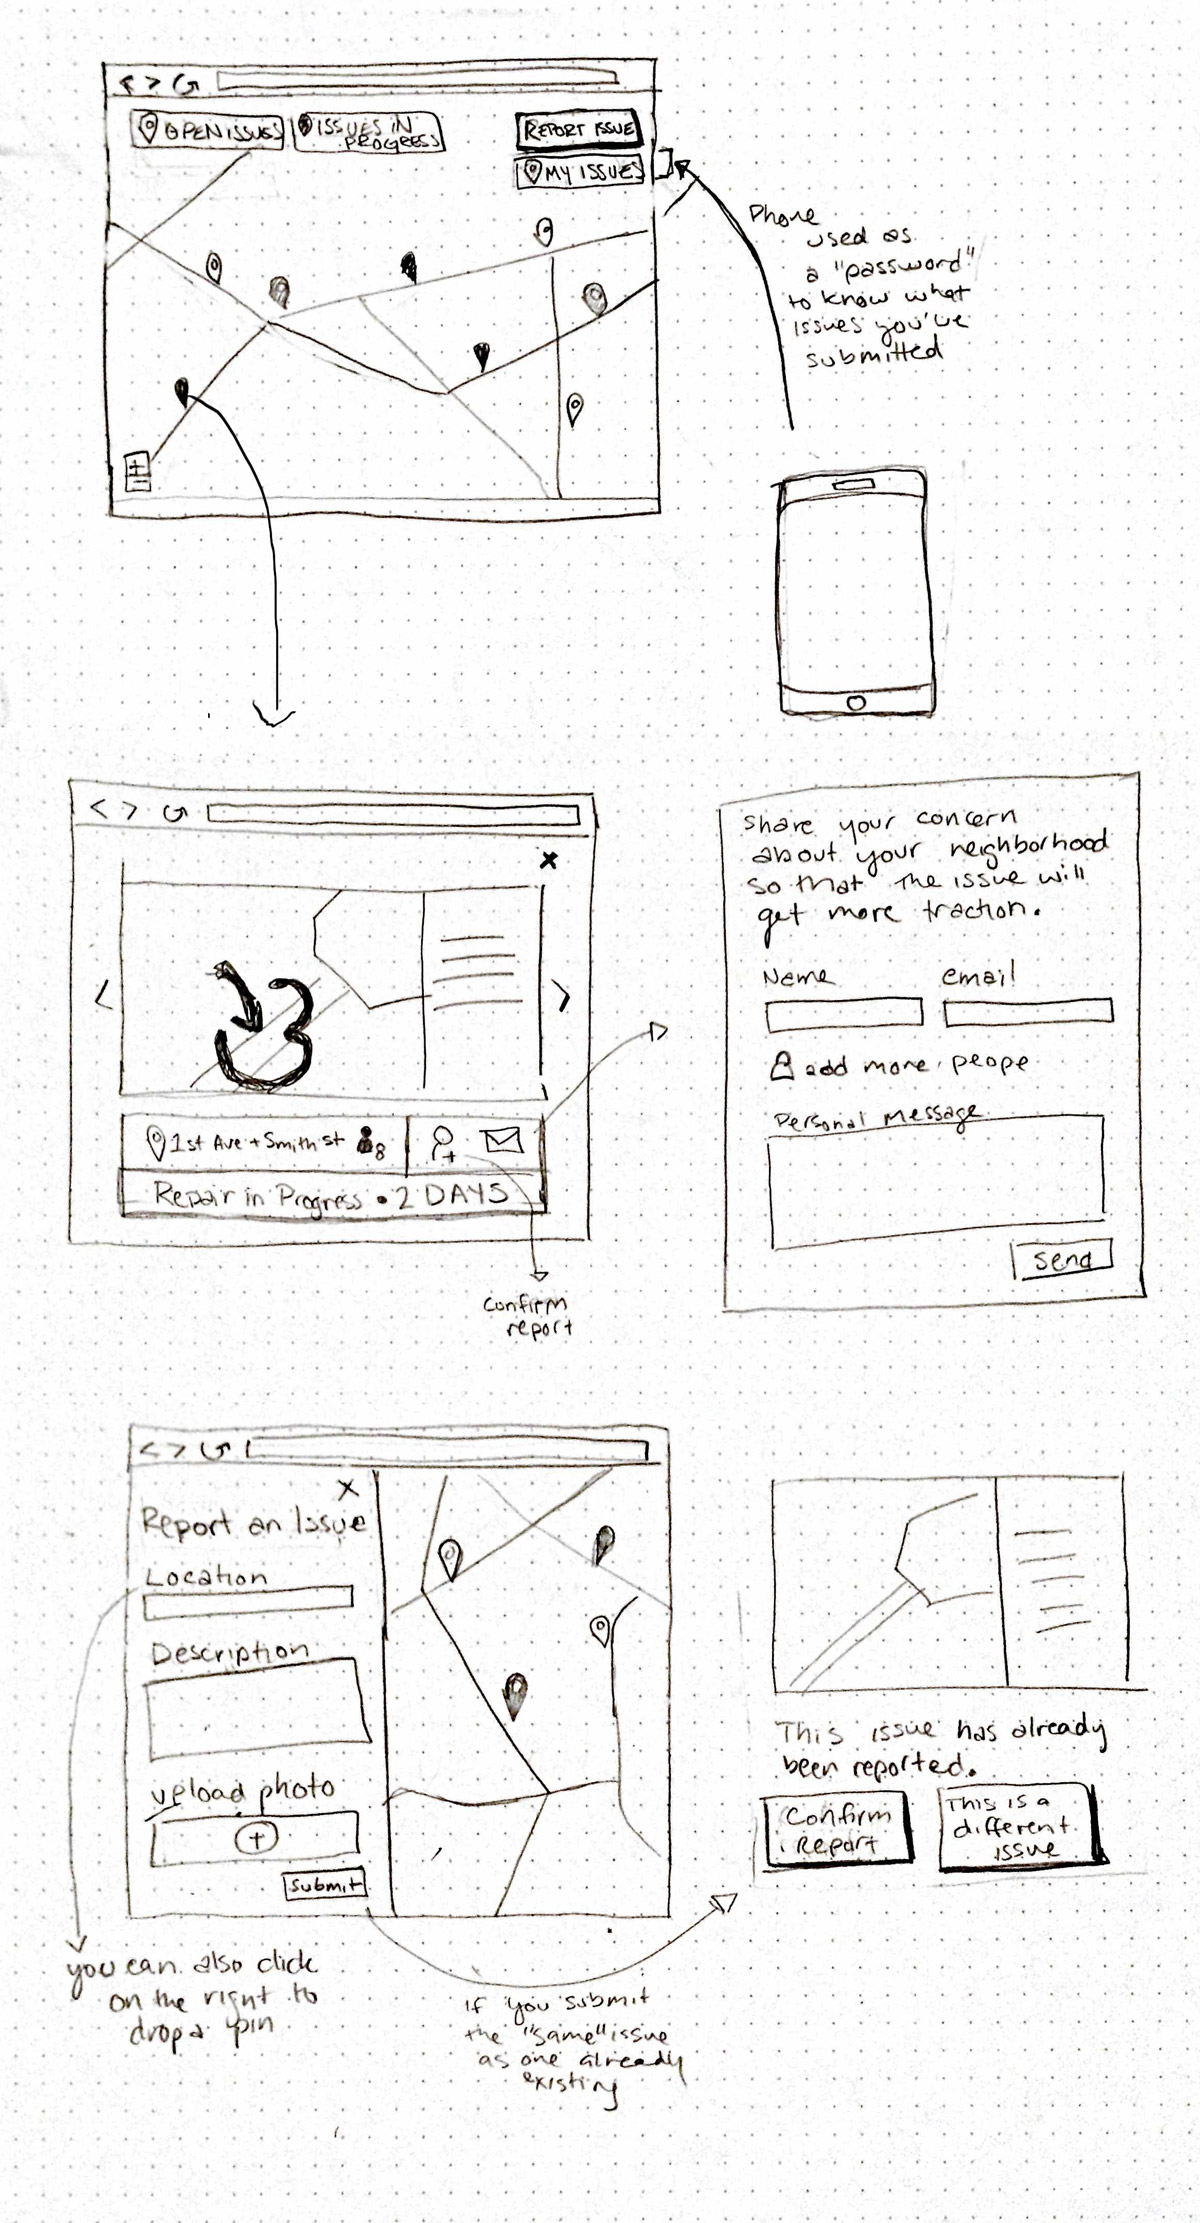 OPEN ISSUES
ISSUES IN
PROGRESS
REPORT ISSUE
MY ISSUES
Phone
used as
a "password"
to know what
issues you've
submitted
1st Ave + Smith st 8
Repair in Progress • 2 DAYS
Confirm
report
Share your concern
about your neighborhood
so that the issue will
get more traction.
Name
email
add more peope
Personal message
Send
X
Report an Issue
Location
Description
upload photo
+
Submit
you can also click
on the right to
drop a pin
if you submit
the "same" issue
as one already
existing
This issue has already
been reported.
Confirm
Report
This is a
different
issue